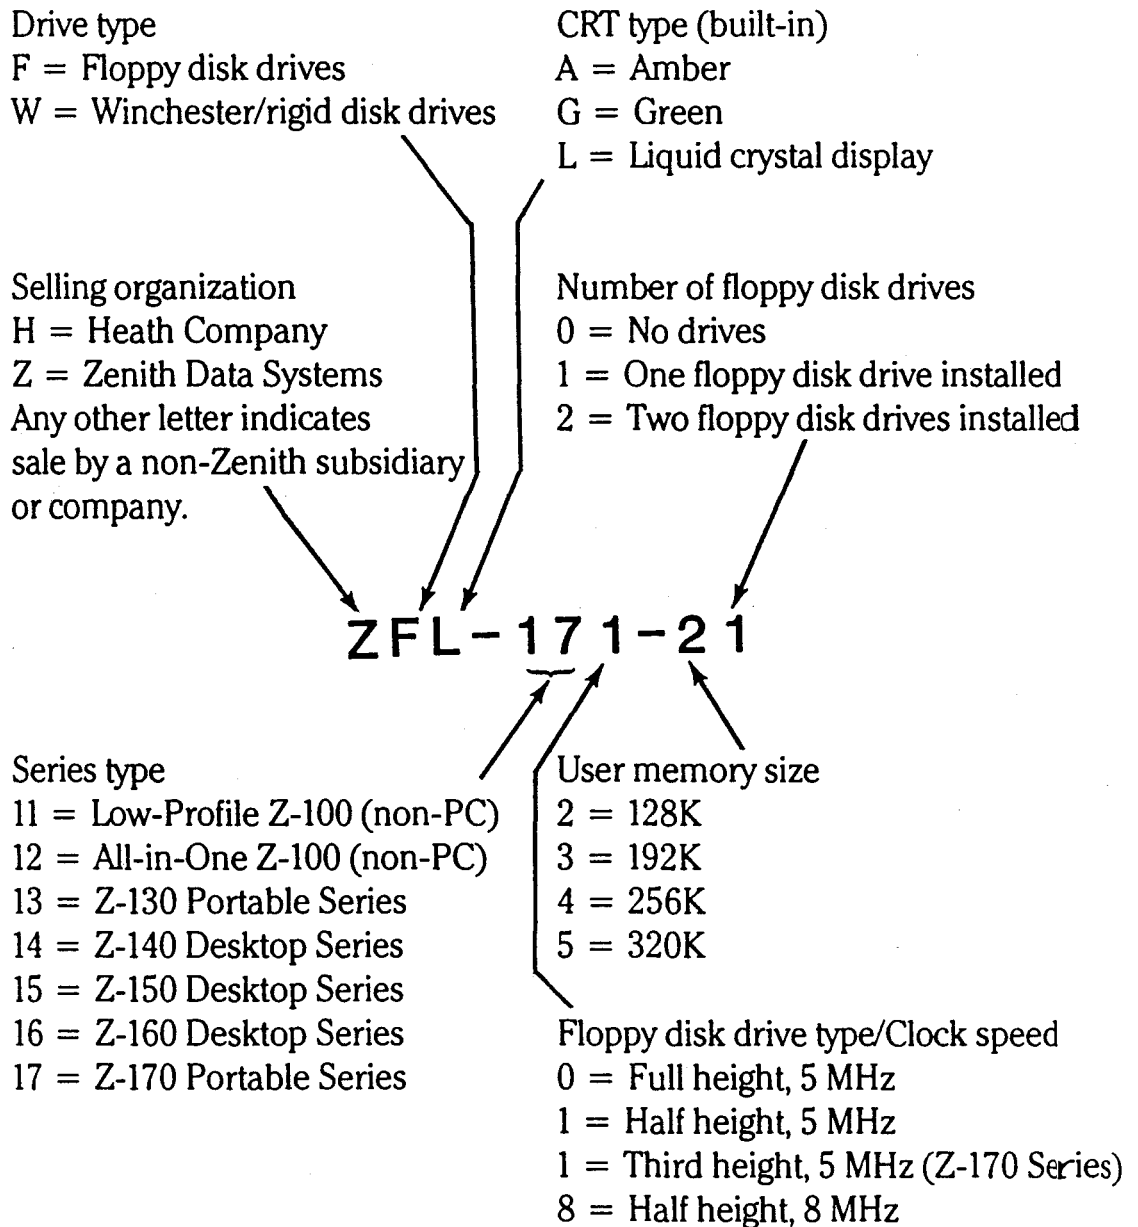 Drive type
F = Floppy disk drives
W = Winchester/rigid disk drives
CRT type (built-in)
A = Amber
G = Green
L = Liquid crystal display
Selling organization
H = Heath Company
Z = Zenith Data Systems
Any other letter indicates
sale by a non-Zenith subsidiary
or company.
Number of floppy disk drives
0 = No drives
1 = One floppy disk drive installed
2 = Two floppy disk drives installed
ZFL-171-21
Series type
11 = Low-Profile Z-100 (non-PC)
12 = All-in-One Z-100 (non-PC)
13 = Z-130 Portable Series
14 = Z-140 Desktop Series
15 = Z-150 Desktop Series
16 = Z-160 Desktop Series
17 = Z-170 Portable Series
User memory size
2 = 128K
3 = 192K
4 = 256K
5 = 320K
Floppy disk drive type/Clock speed
0 = Full height, 5 MHz
1 = Half height, 5 MHz
1 = Third height, 5 MHz (Z-170 Series)
8 = Half height, 8 MHz